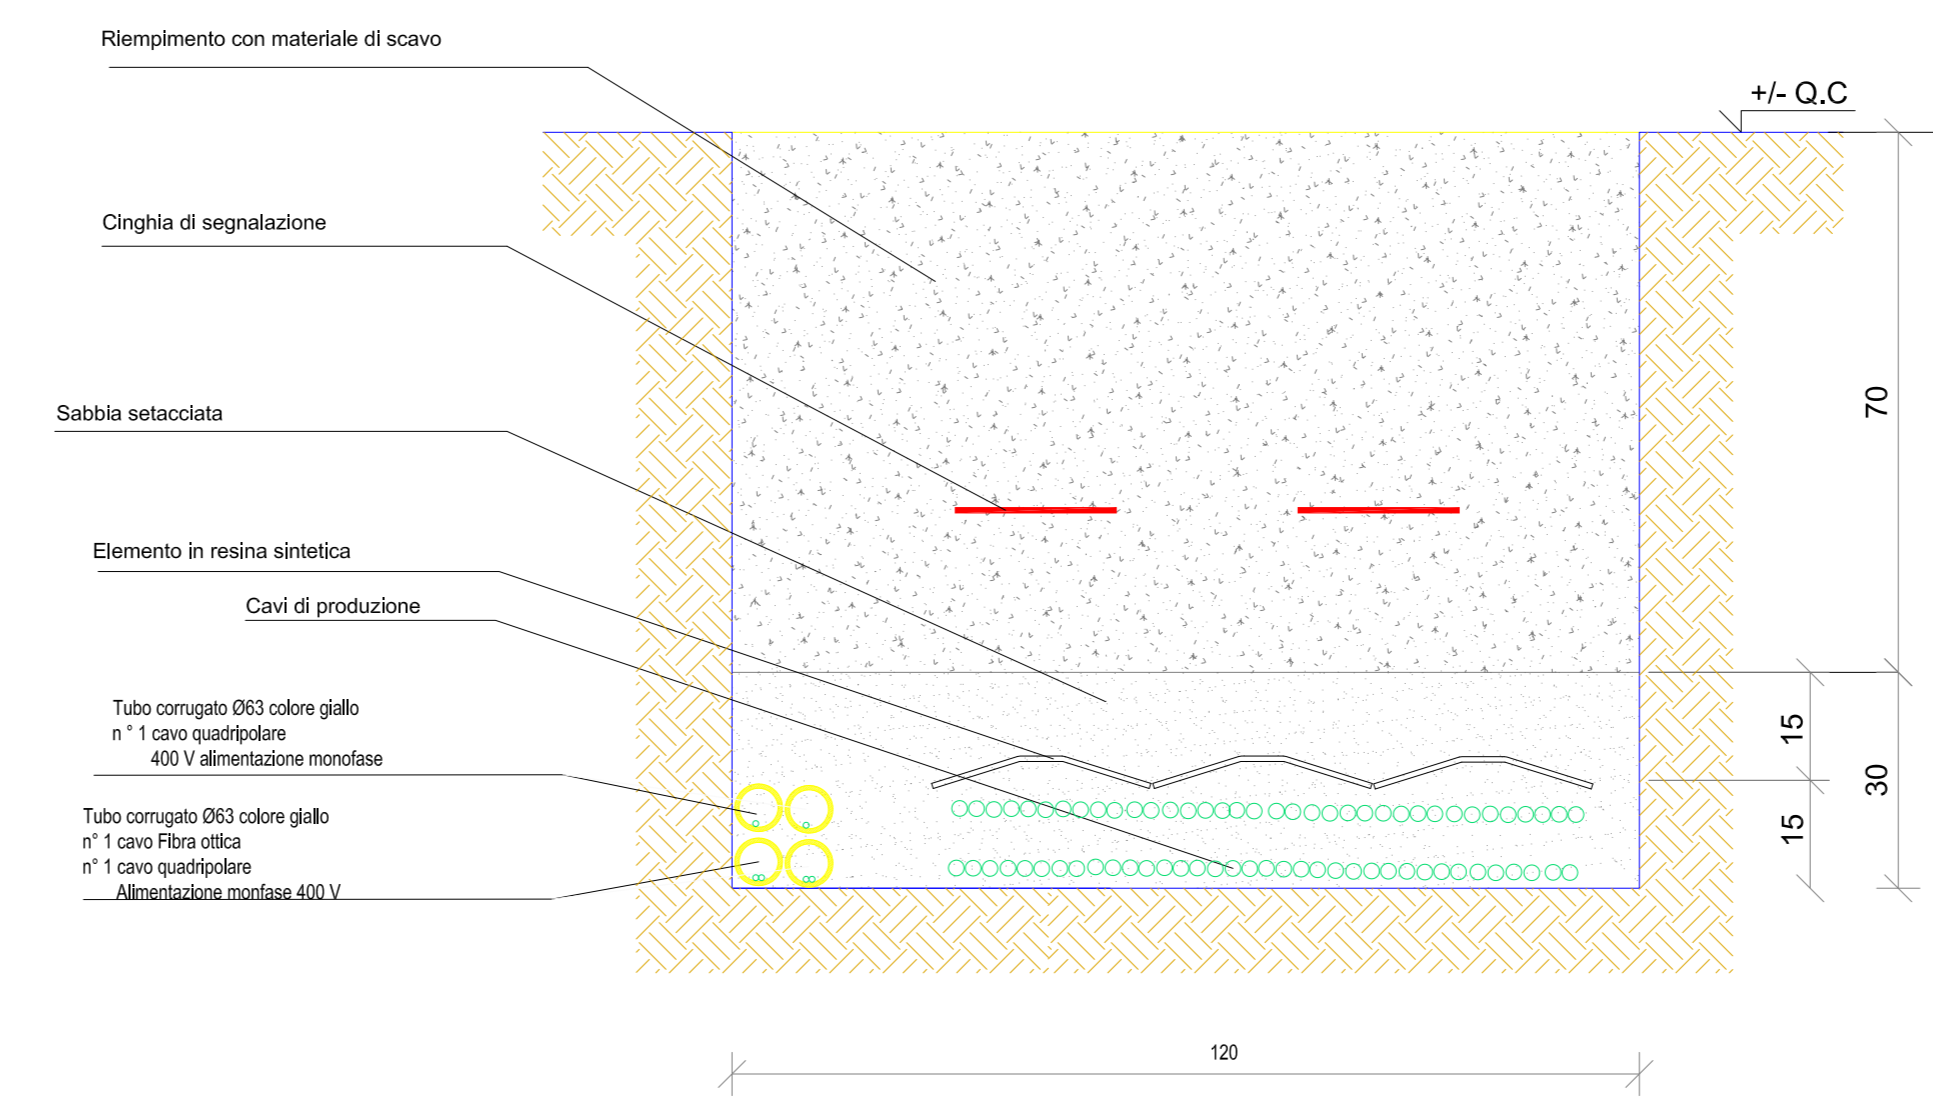 Riempimento con materiale di scavo
+/- Q.C
Cinghia di segnalazione
70
Sabbia setacciata
Elemento in resina sintetica
Cavi di produzione
Tubo corrugato Ø63 colore giallo
n ° 1 cavo quadripolare
400 V alimentazione monofase
15
30
15
Tubo corrugato Ø63 colore giallo
n° 1 cavo Fibra ottica
n° 1 cavo quadripolare
Alimentazione monfase 400 V
120